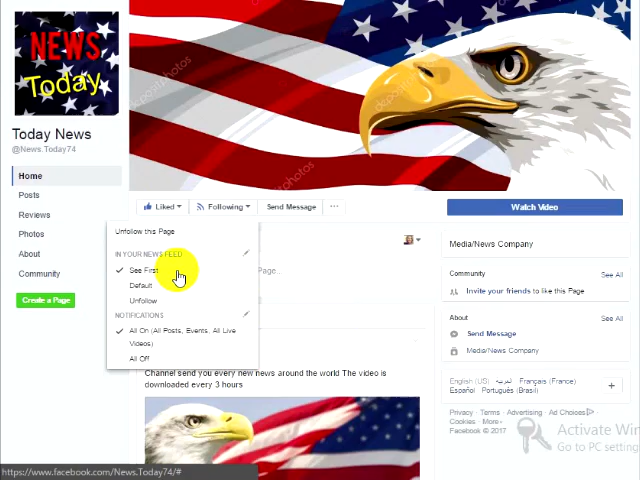 NEWS
Today
depositphotos
depositphotos
depositphotos
Today News
@News.Today74
Home
Posts
Reviews
Photos
About
Community
Create a Page
Liked
Following
Send Message
Watch Video
Unfollow this Page
IN YOUR NEWS FEED
See First
Default
Unfollow
NOTIFICATIONS
All On (All Posts, Events, All Live
Videos)
All Off
Page..
Channel send you every new news around the world The video is
downloaded every 3 hours
Media/News Company
Community
See All
Invite your friends to like this Page
About
See All
Send Message
Media/News Company
English (US) · العربية · Français (France) ·
Español · Português (Brasil)
Privacy · Terms · Advertising · Ad Choices
Cookies · More
Facebook © 2017
Activate Win
Go to PC setting
https://www.facebook.com/News.Today74/#